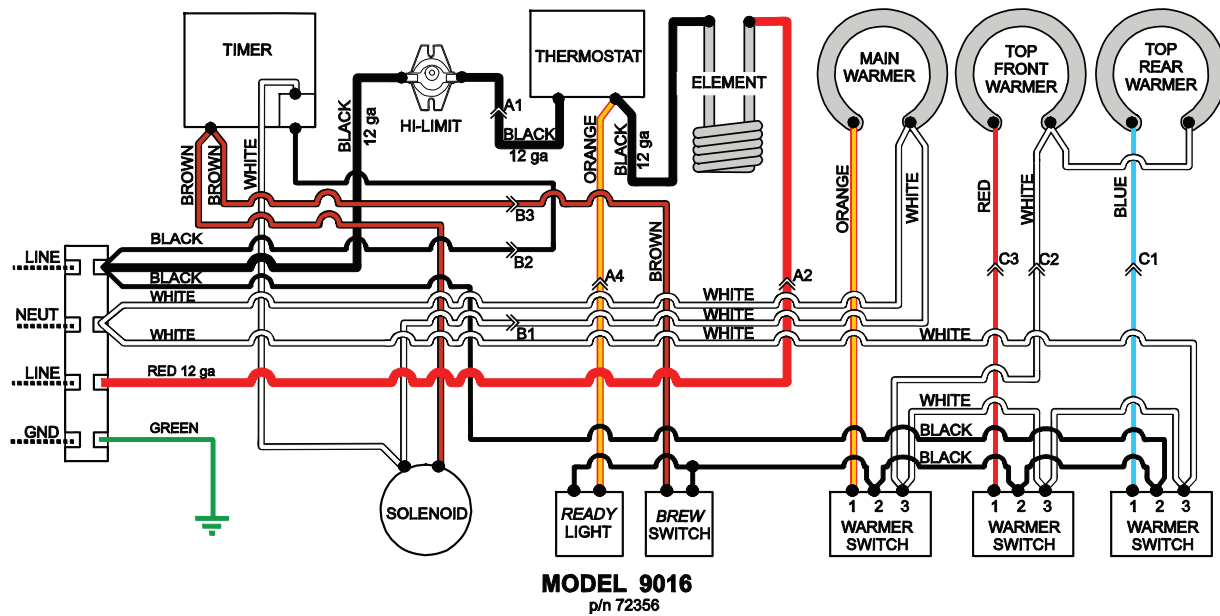 TIMER
HI-LIMIT
THERMOSTAT
ELEMENT
MAIN
WARMER
TOP
FRONT
WARMER
TOP
REAR
WARMER
BLACK
12 ga
A1
BLACK
12 ga
ORANGE
BLACK
12 ga
BROWN
BROWN
WHITE
ORANGE
WHITE
RED
WHITE
BLUE
B3
BLACK
B2
BROWN
LINE
BLACK
A4
A2
C3
C2
C1
WHITE
WHITE
NEUT
WHITE
B1
WHITE
WHITE
WHITE
LINE
RED 12 ga
WHITE
GND
GREEN
BLACK
BLACK
SOLENOID
READY
LIGHT
BREW
SWITCH
1 2 3
WARMER
SWITCH
1 2 3
WARMER
SWITCH
1 2 3
WARMER
SWITCH
MODEL 9016
p/n 72356